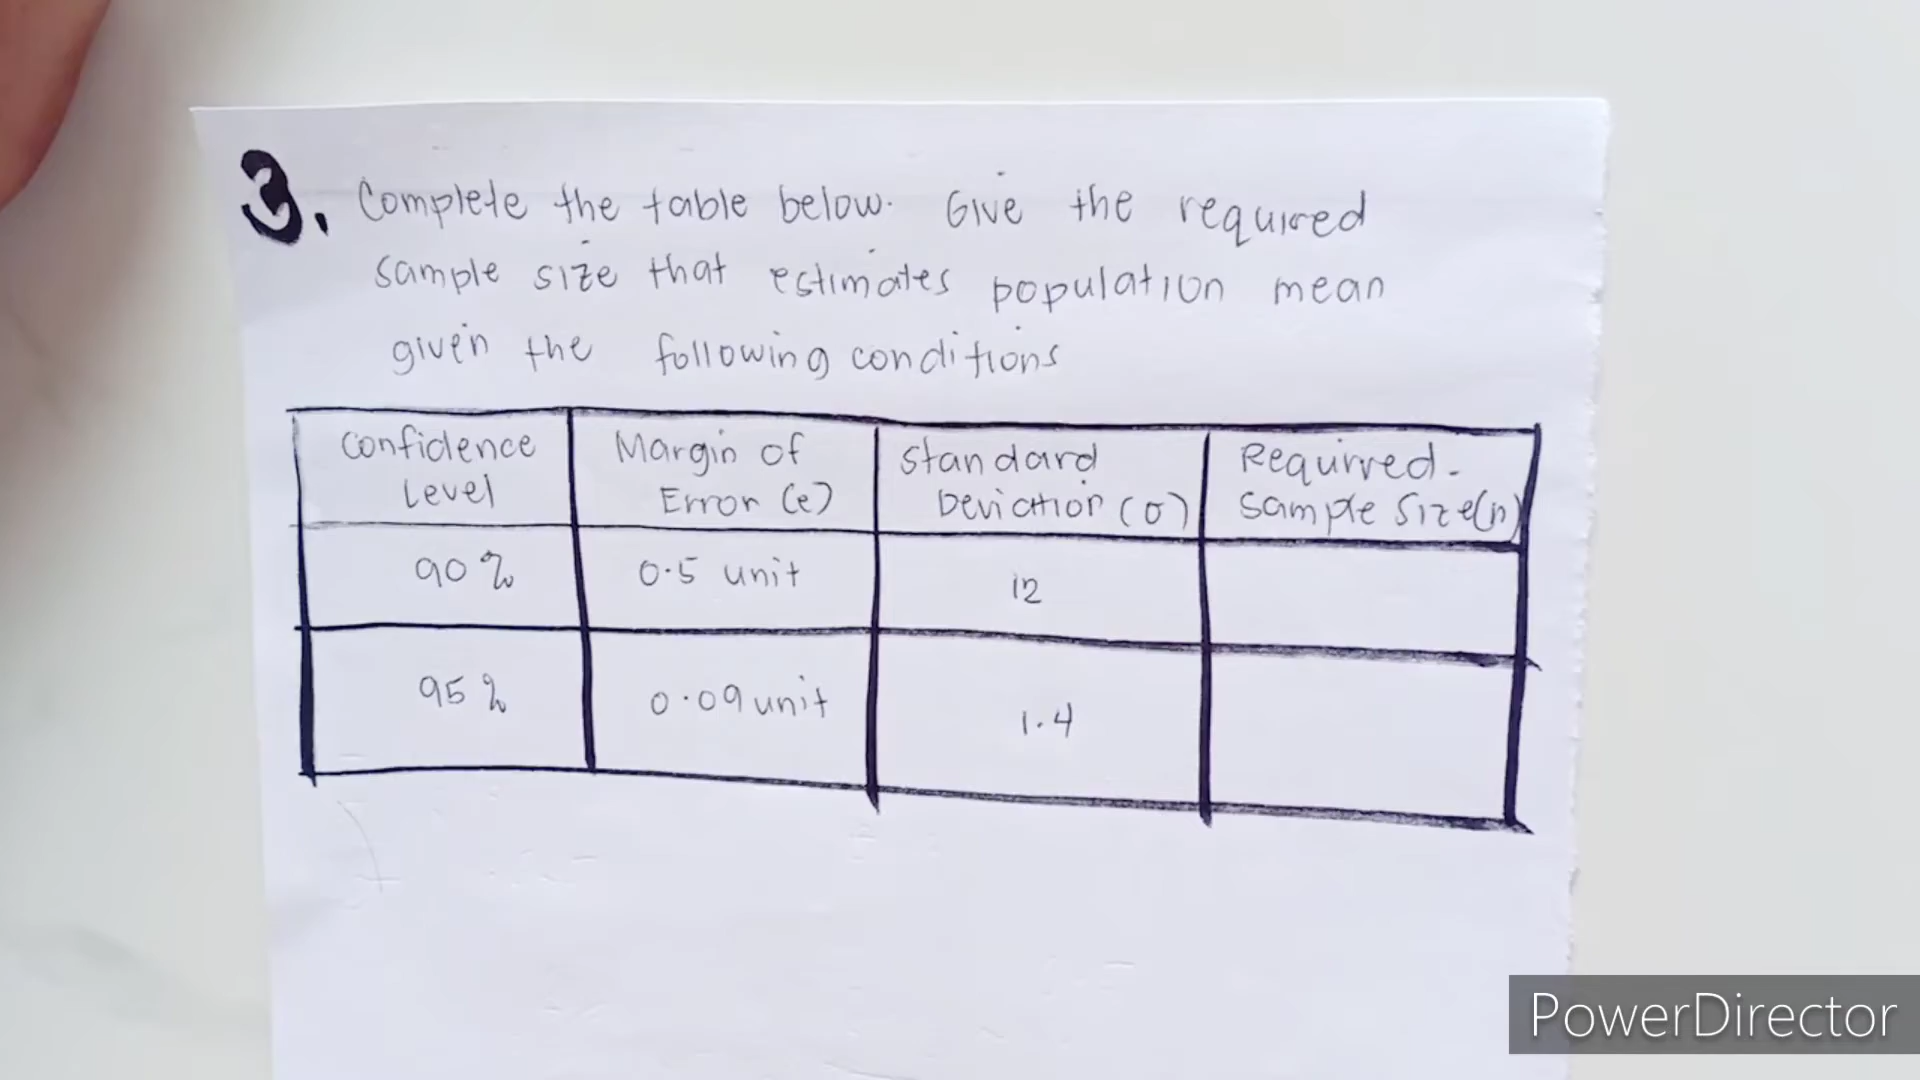 3. Complete the table below. Give the required
sample size that estimates population mean
given the following conditions
Confidence Level
Margin of Error (e)
Standard Deviation (σ)
Required Sample Size(n)
90%
0.5 unit
12
95%
0.09 unit
1.4
PowerDirector